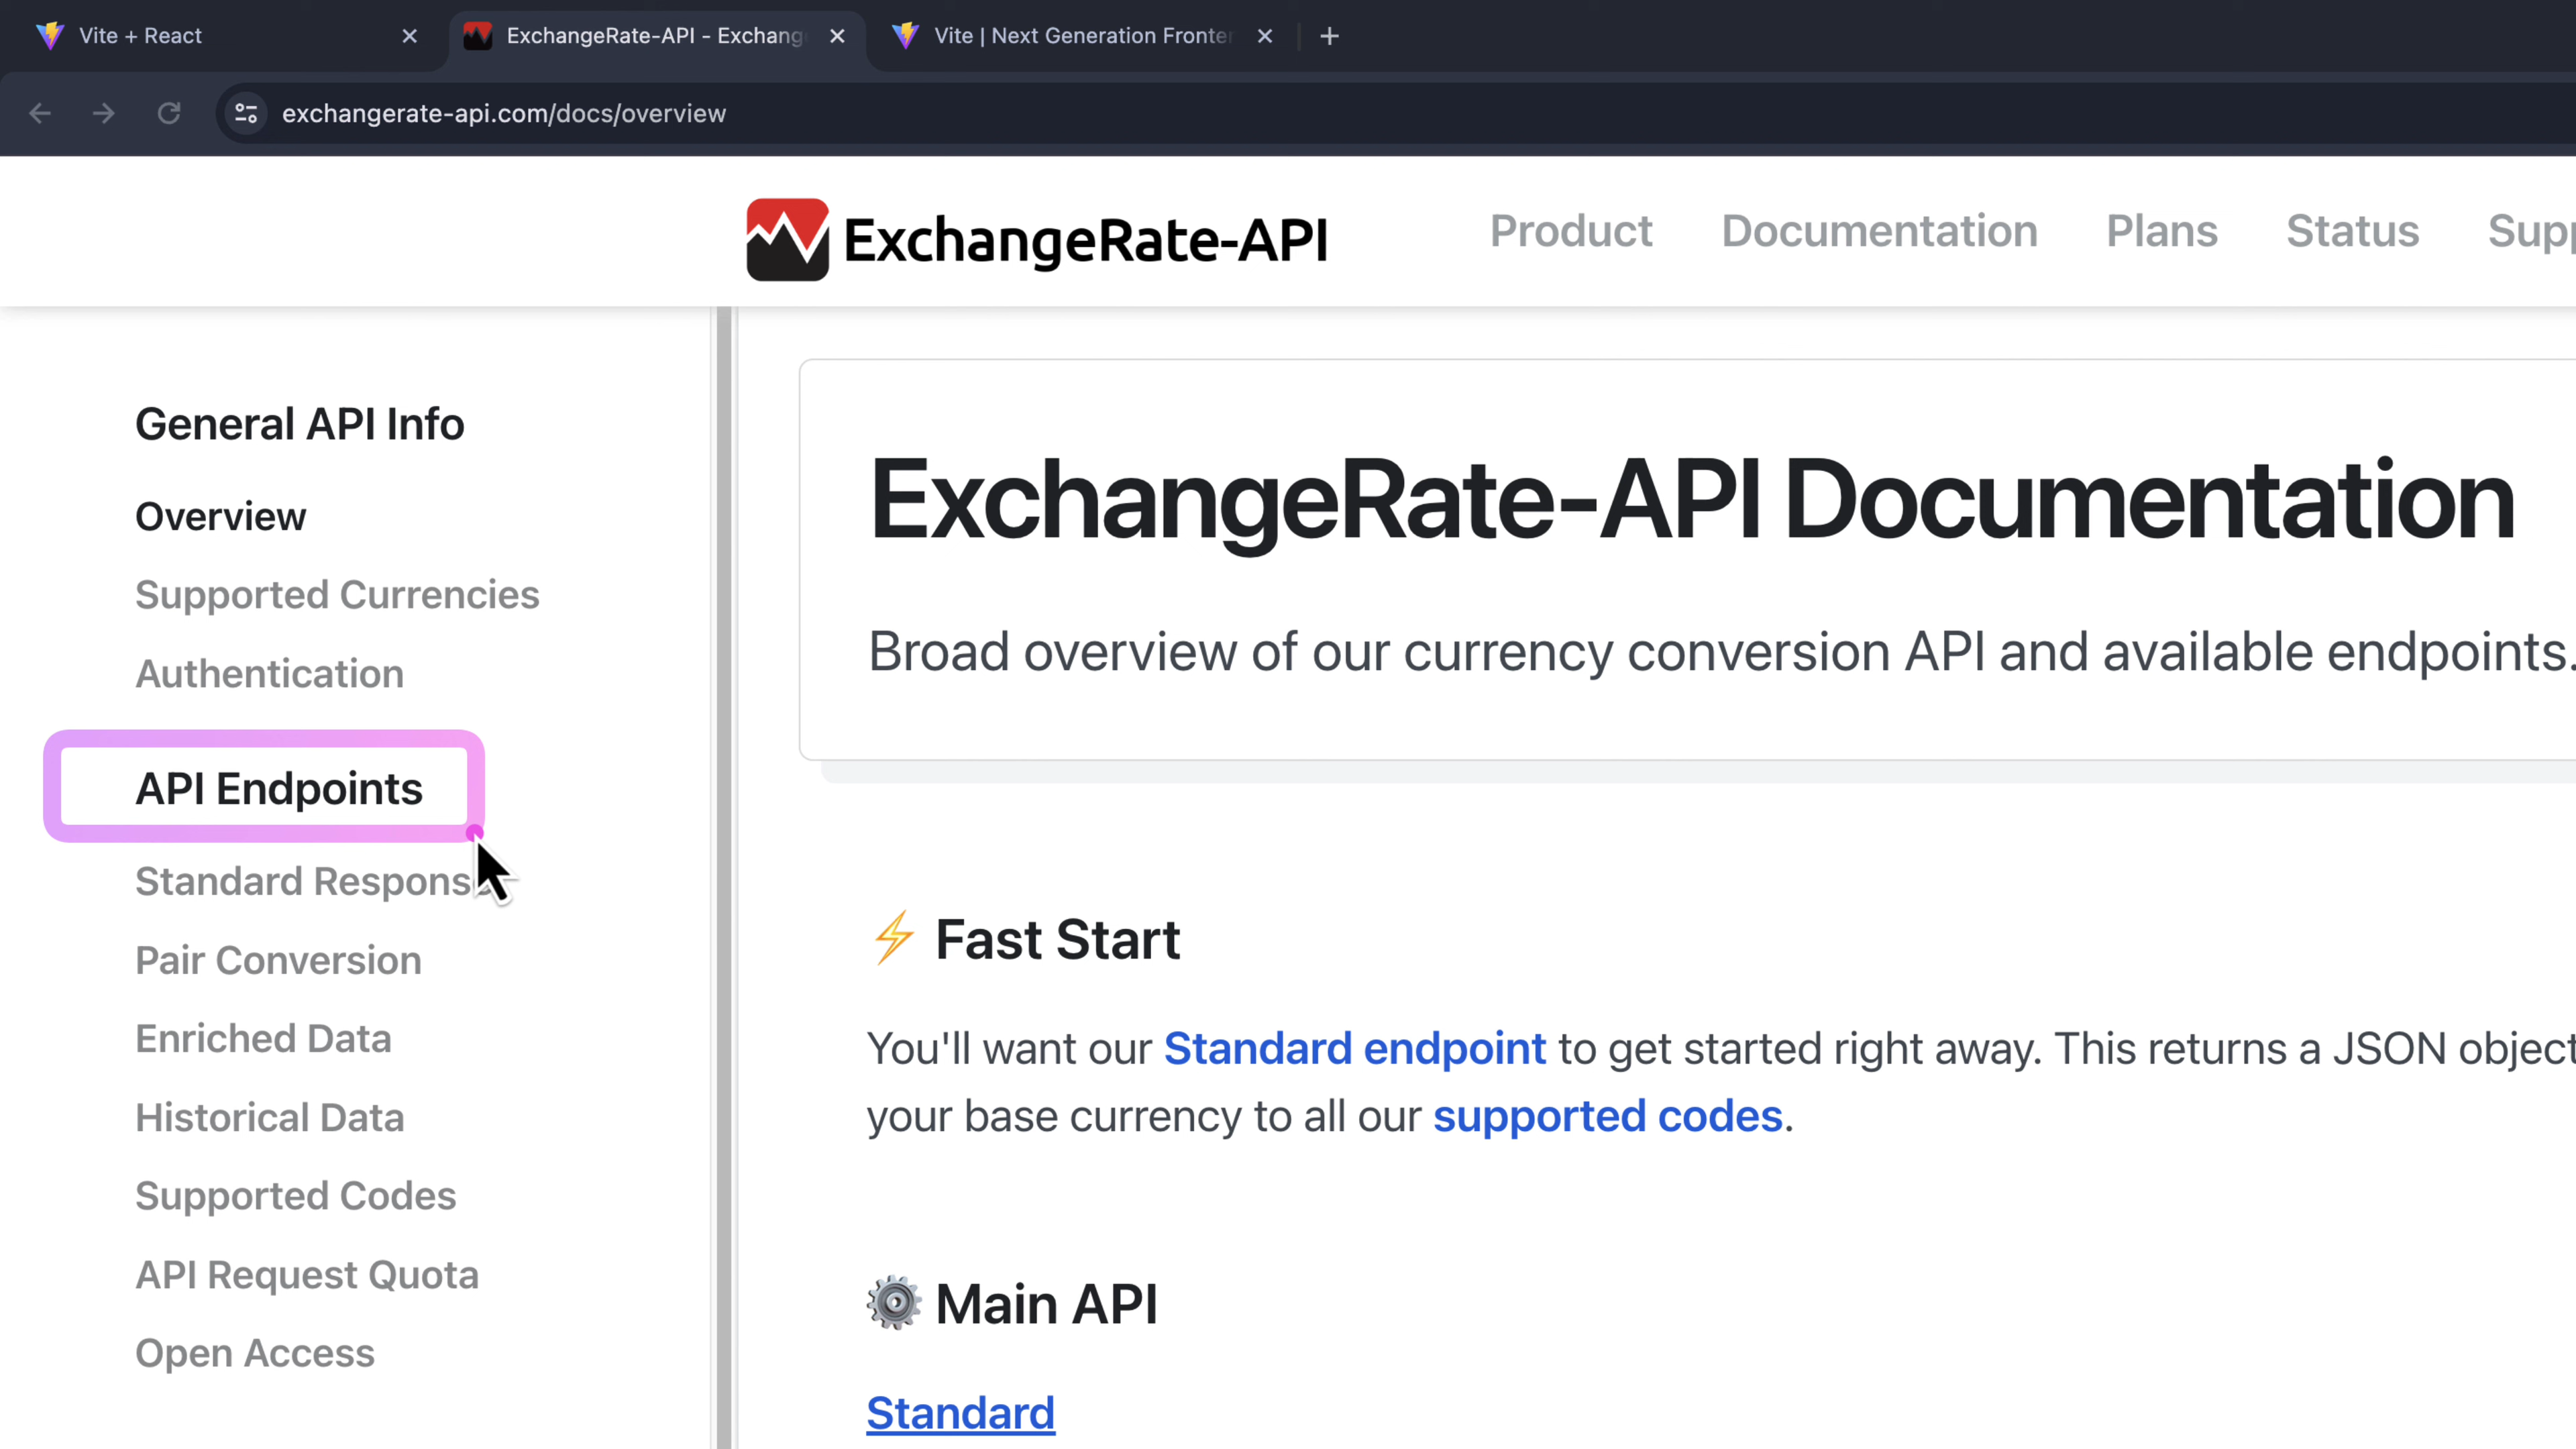 Vite + React
ExchangeRate-API - Exchang
Vite | Next Generation Fronter
exchangerate-api.com/docs/overview
ExchangeRate-API
Product
Documentation
Plans
Status
Supp
General API Info
Overview
Supported Currencies
Authentication
API Endpoints
Standard Respons
Pair Conversion
Enriched Data
Historical Data
Supported Codes
API Request Quota
Open Access
ExchangeRate-API Documentation
Broad overview of our currency conversion API and available endpoints.
⚡ Fast Start
You'll want our Standard endpoint to get started right away. This returns a JSON object
your base currency to all our supported codes.
⚙️ Main API
Standard